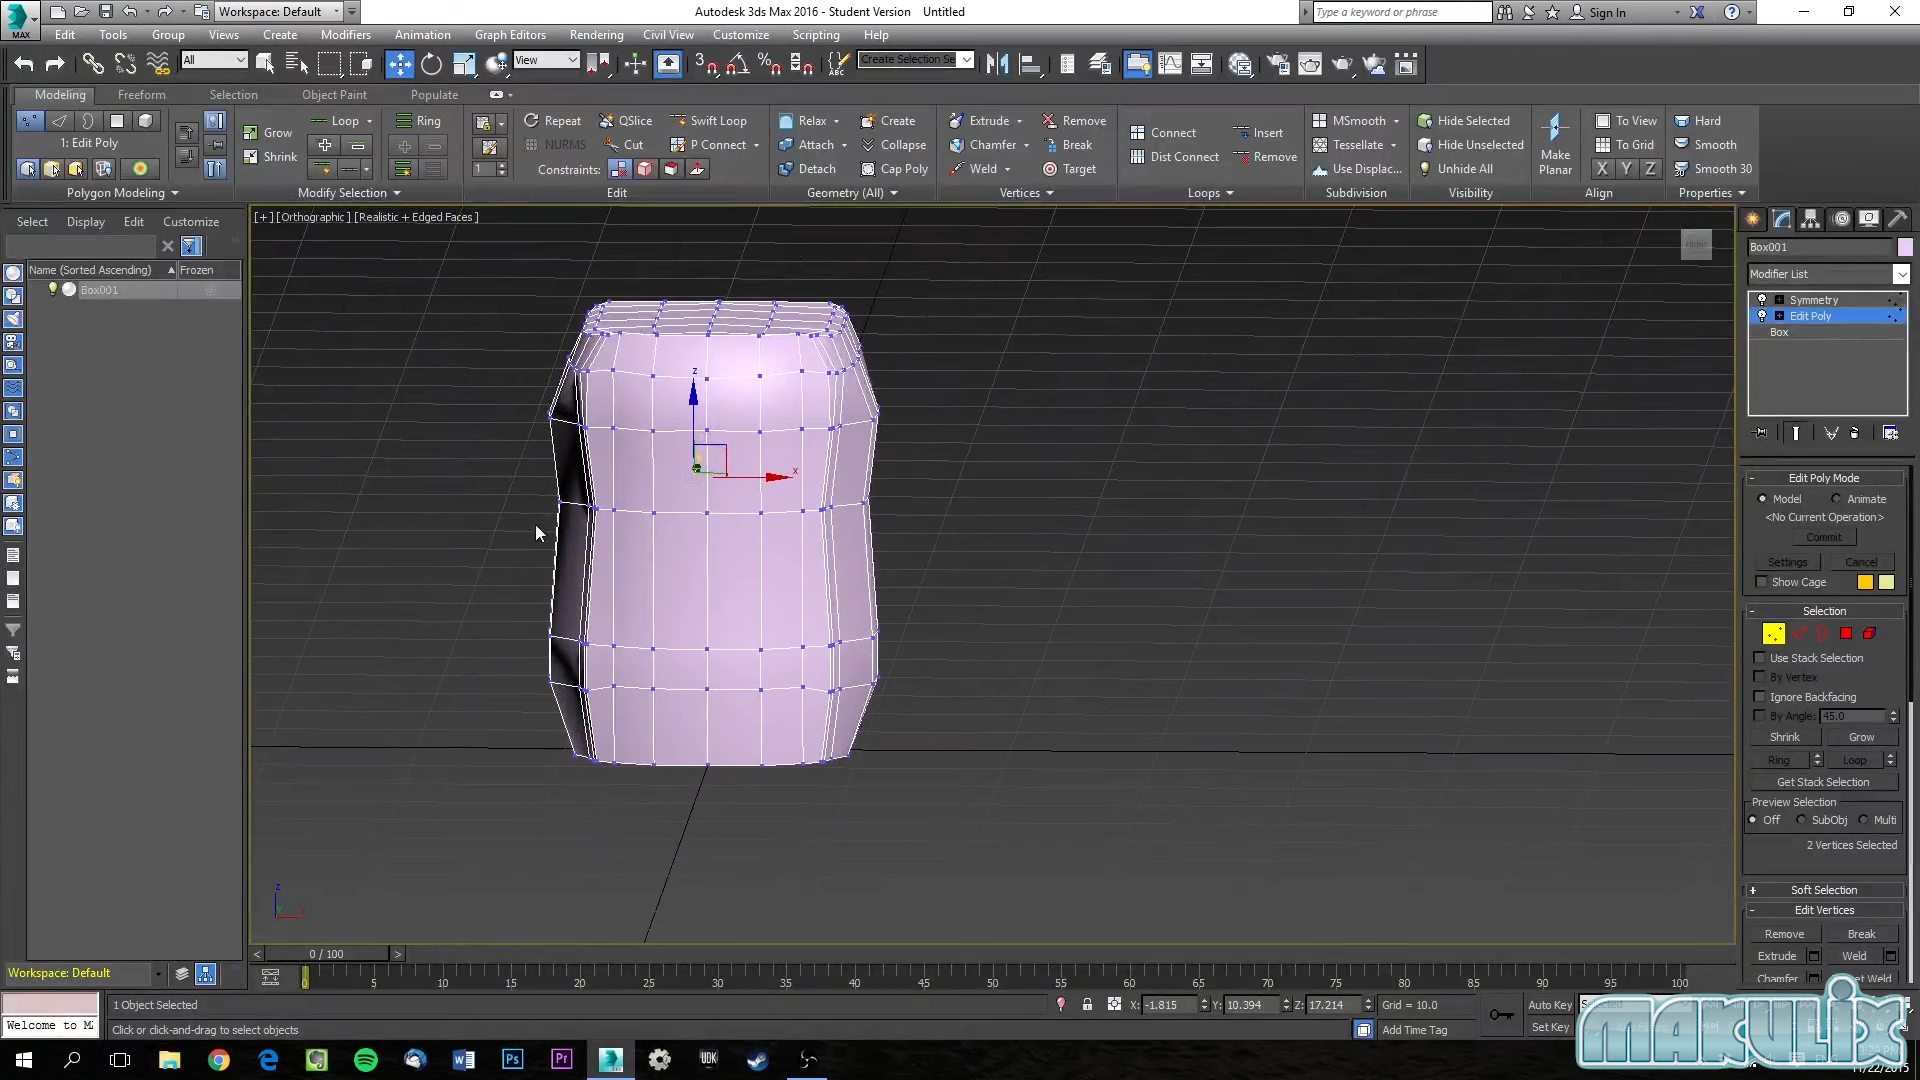 Workspace: Default
Autodesk 3ds Max 2016 - Student Version    Untitled
Type a keyword or phrase
Sign In
MAX
Edit Tools Group Views Create Modifiers Animation Graph Editors Rendering Civil View Customize Scripting Help
All View Create Selection Se
Modeling Freeform Selection Object Paint Populate
Loop Ring Repeat QSlice Swift Loop Relax Create Extrude Remove MSmooth Hide Selected To View Hard
Grow Connect Insert
1: Edit Poly NURMS Cut P Connect Attach Collapse Chamfer Break Tessellate Hide Unselected Make Planar To Grid Smooth
Shrink Dist Connect Remove
1 Constraints: Detach Cap Poly Weld Target Use Displac... Unhide All X Y Z Smooth 30
Polygon Modeling Modify Selection Edit Geometry (All) Vertices Loops Subdivision Visibility Align Properties
Select Display Edit Customize
Name (Sorted Ascending) Frozen
Box001
[+] [Orthographic] [Realistic + Edged Faces]
FRONT
z
x
y
z
x
Box001
Modifier List
Symmetry
Edit Poly
Box
Edit Poly Mode
Model Animate
<No Current Operation>
Commit
Settings Cancel
Show Cage
Selection
Use Stack Selection
By Vertex
Ignore Backfacing
By Angle: 45.0
Shrink Grow
Ring Loop
Get Stack Selection
Preview Selection
Off SubObj Multi
2 Vertices Selected
Soft Selection
Edit Vertices
Remove Break
Extrude Weld
Chamfer
0 / 100
Workspace: Default
0 5 10 15 20 25 30 35 40 45 50 55 60 65 70 75 80 85 90 95 100
1 Object Selected
X: -1.815 Y: 10.394 Z: 17.214 Grid = 10.0 Auto Key
Welcome to M
Click or click-and-drag to select objects
Add Time Tag Set Key
MAKULIX